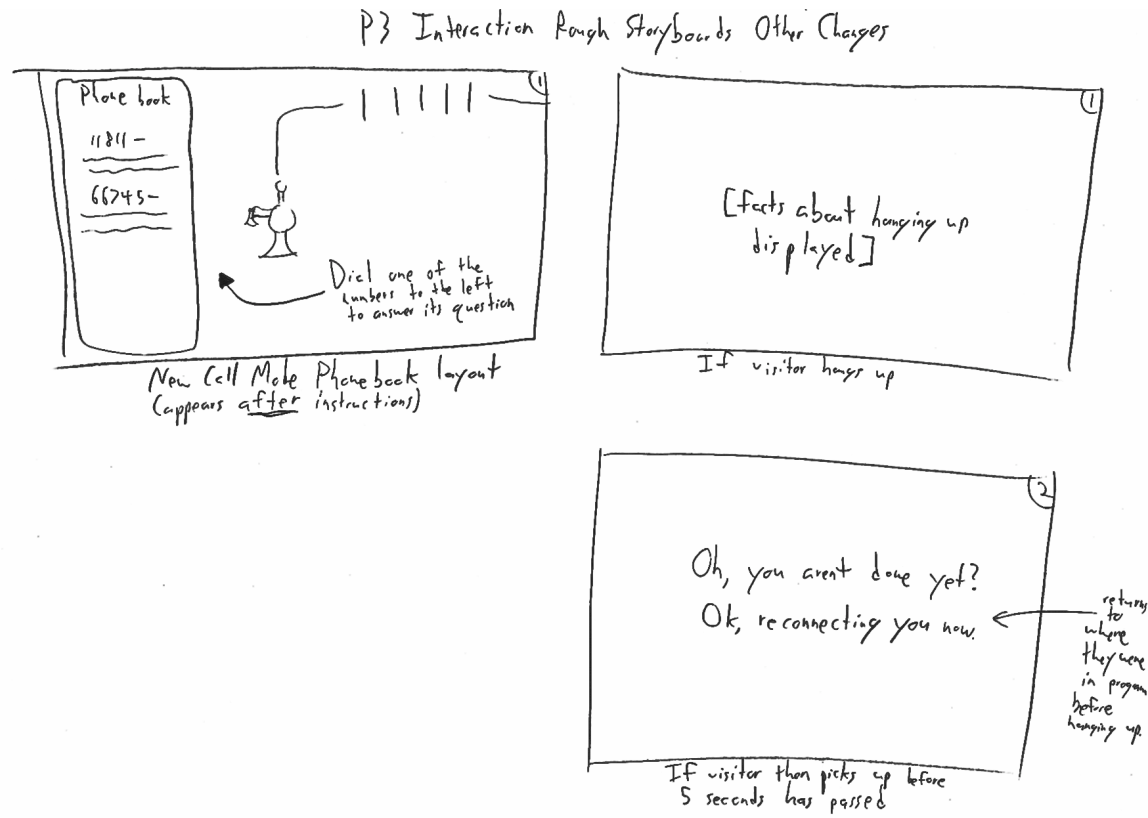 P3 Interaction Rough Storyboards Other Changes
1
Phone book
11811-
66745-
Dial one of the
numbers to the left
to answer its question
New Call Mode Phonebook layout
(appears after instructions)
1
[facts about hanging up
displayed]
If visitor hangs up
2
Oh, you arent done yet?
Ok, reconnecting you now.
returns
to
where
they were
in program
before
hanging up.
If visitor then picks up before
5 seconds has passed